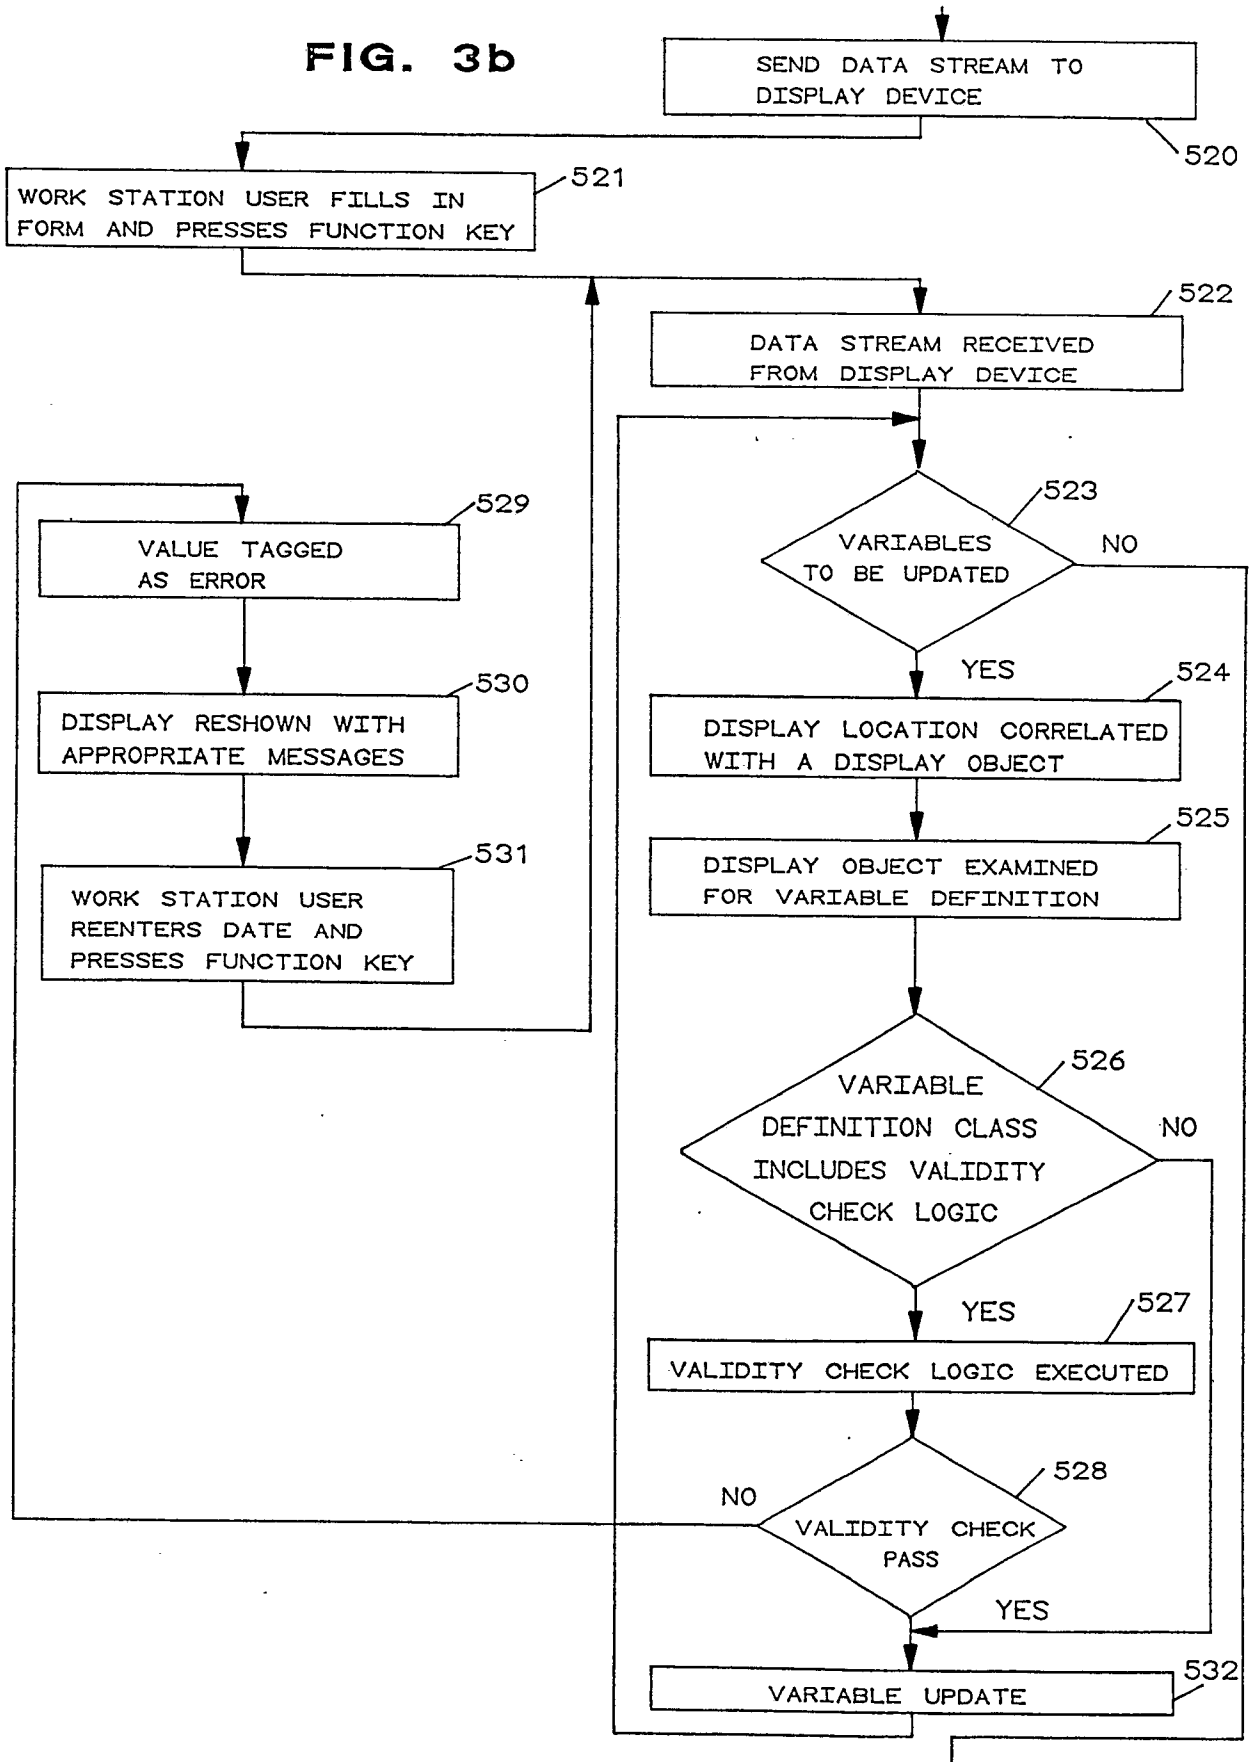 FIG. 3b
SEND DATA STREAM TO
DISPLAY DEVICE
520
521
WORK STATION USER FILLS IN
FORM AND PRESSES FUNCTION KEY
522
DATA STREAM RECEIVED
FROM DISPLAY DEVICE
523
VARIABLES
TO BE UPDATED
NO
YES
524
DISPLAY LOCATION CORRELATED
WITH A DISPLAY OBJECT
525
DISPLAY OBJECT EXAMINED
FOR VARIABLE DEFINITION
526
VARIABLE
DEFINITION CLASS
INCLUDES VALIDITY
CHECK LOGIC
NO
YES
527
VALIDITY CHECK LOGIC EXECUTED
528
NO
VALIDITY CHECK
PASS
YES
529
VALUE TAGGED
AS ERROR
530
DISPLAY RESHOWN WITH
APPROPRIATE MESSAGES
531
WORK STATION USER
REENTERS DATE AND
PRESSES FUNCTION KEY
532
VARIABLE UPDATE